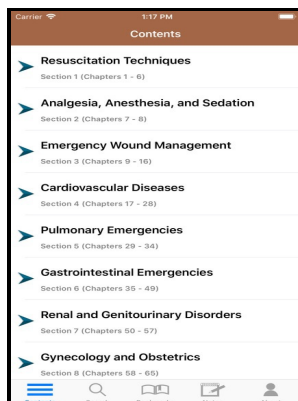 Carrier 1:17 PM
Contents
Resuscitation Techniques
Section 1 (Chapters 1 - 6)
Analgesia, Anesthesia, and Sedation
Section 2 (Chapters 7 - 8)
Emergency Wound Management
Section 3 (Chapters 9 - 16)
Cardiovascular Diseases
Section 4 (Chapters 17 - 28)
Pulmonary Emergencies
Section 5 (Chapters 29 - 34)
Gastrointestinal Emergencies
Section 6 (Chapters 35 - 49)
Renal and Genitourinary Disorders
Section 7 (Chapters 50 - 57)
Gynecology and Obstetrics
Section 8 (Chapters 58 - 65)